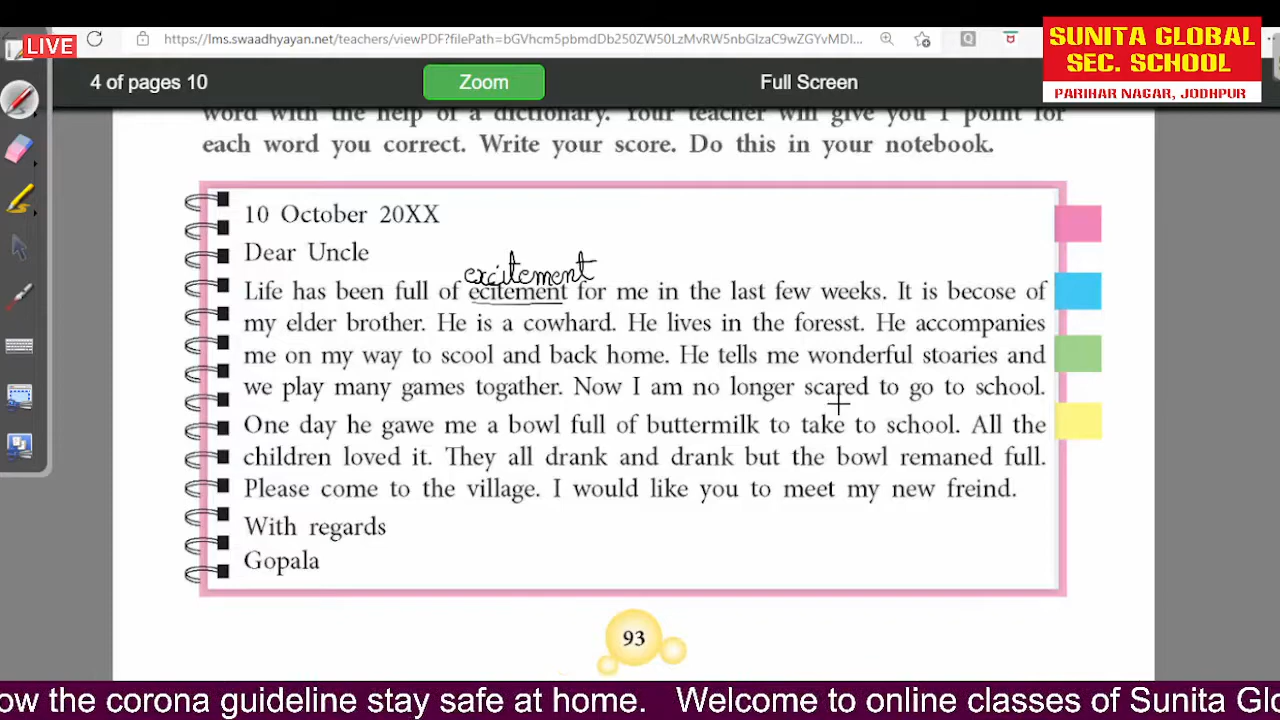 LIVE
https://lms.swaadhyayan.net/teachers/viewPDF?filePath=bGVhcm5pbmdDb250ZW50LzMvRW5nbGlzaC9wZGYvMDI...
SUNITA GLOBAL
SEC. SCHOOL
PARIHAR NAGAR, JODHPUR
4 of pages 10
Zoom
Full Screen
word with the help of a dictionary. Your teacher will give you 1 point for
each word you correct. Write your score. Do this in your notebook.
10 October 20XX
Dear Uncle
excitement
Life has been full of ecitement for me in the last few weeks. It is becose of
my elder brother. He is a cowhard. He lives in the foresst. He accompanies
me on my way to scool and back home. He tells me wonderful stoaries and
we play many games togather. Now I am no longer scared to go to school.
One day he gawe me a bowl full of buttermilk to take to school. All the
children loved it. They all drank and drank but the bowl remaned full.
Please come to the village. I would like you to meet my new freind.
With regards
Gopala
93
ow the corona guideline stay safe at home. Welcome to online classes of Sunita Glo